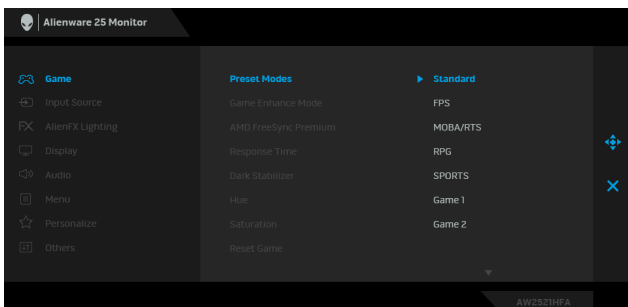 Alienware 25 Monitor
Game
Input Source
AlienFX Lighting
Display
Audio
Menu
Personalize
Others
Preset Modes
Game Enhance Mode
AMD FreeSync Premium
Response Time
Dark Stabilizer
Hue
Saturation
Reset Game
Standard
FPS
MOBA/RTS
RPG
SPORTS
Game 1
Game 2
AW2521HFA